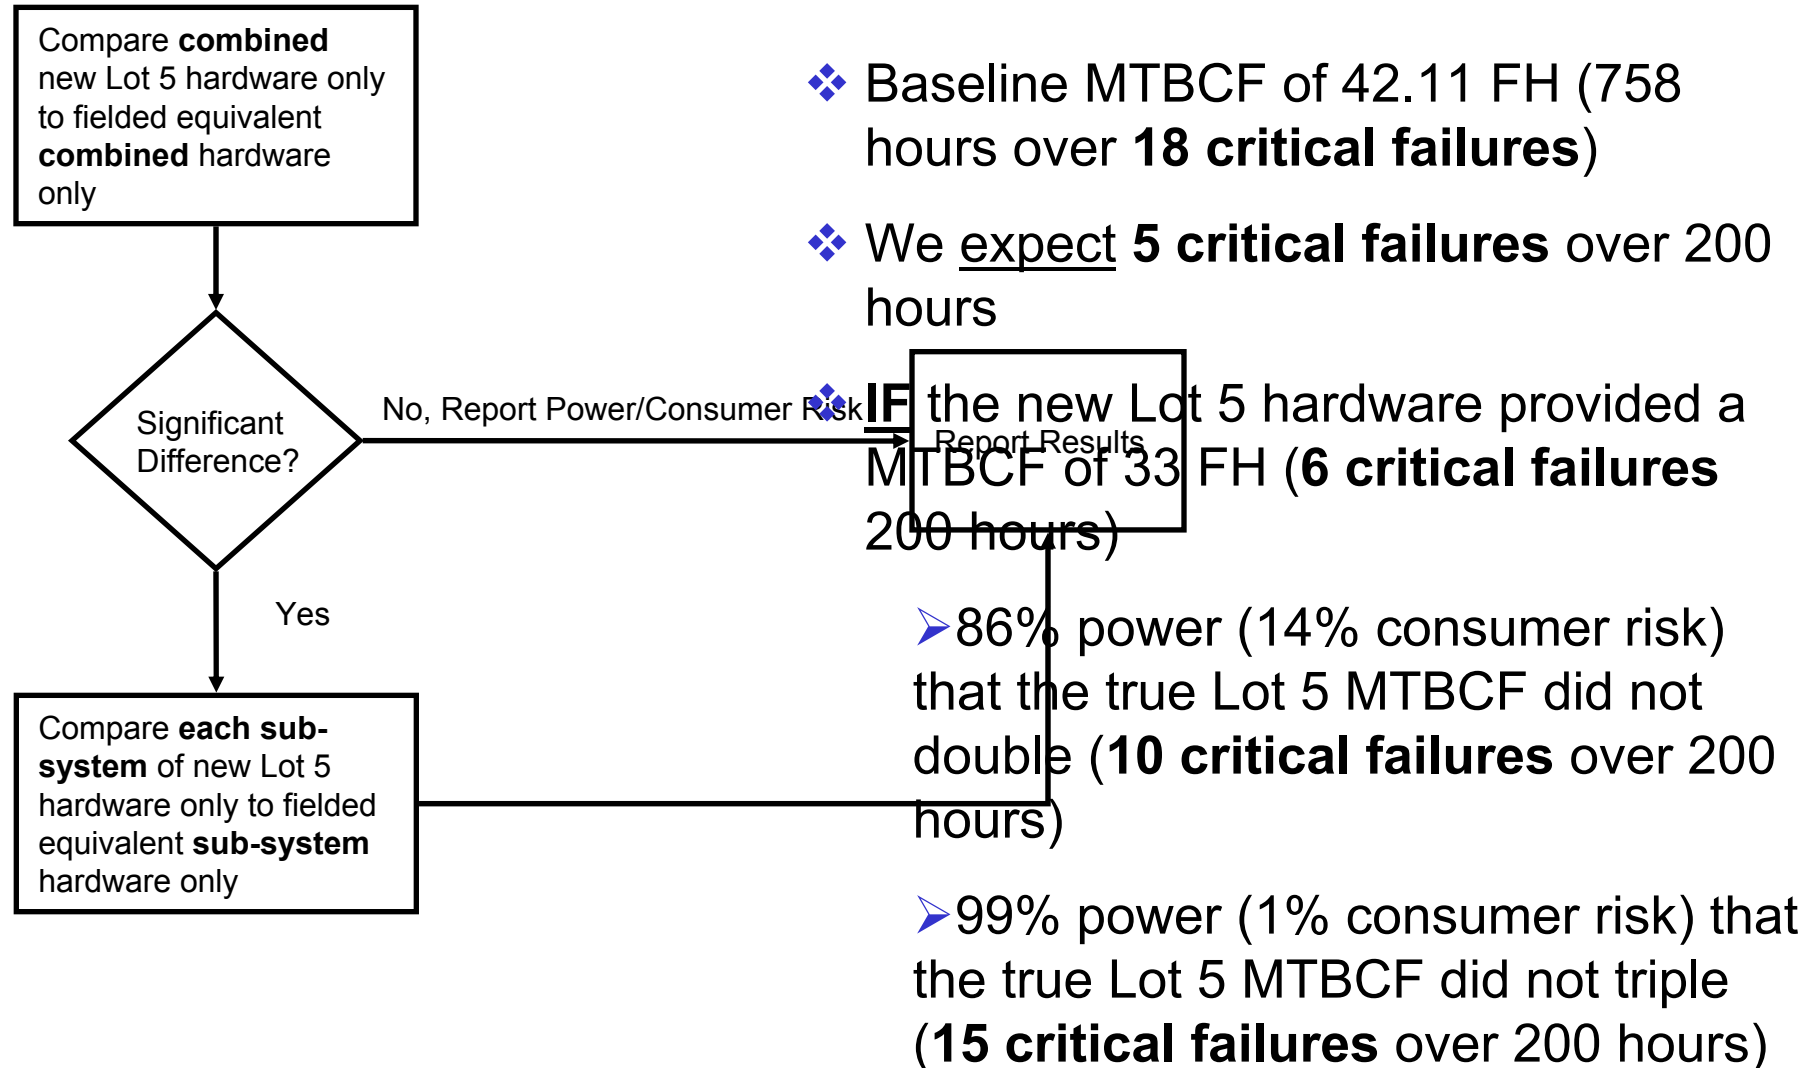 Compare combined
new Lot 5 hardware only
to fielded equivalent
combined hardware
only
Significant
Difference?
No, Report Power/Consumer Risk
Report Results
Yes
Compare each sub-
system of new Lot 5
hardware only to fielded
equivalent sub-system
hardware only
Baseline MTBCF of 42.11 FH (758
hours over 18 critical failures)
We expect 5 critical failures over 200
hours
IF the new Lot 5 hardware provided a
MTBCF of 33 FH (6 critical failures
200 hours)
86% power (14% consumer risk)
that the true Lot 5 MTBCF did not
double (10 critical failures over 200
hours)
99% power (1% consumer risk) that
the true Lot 5 MTBCF did not triple
(15 critical failures over 200 hours)